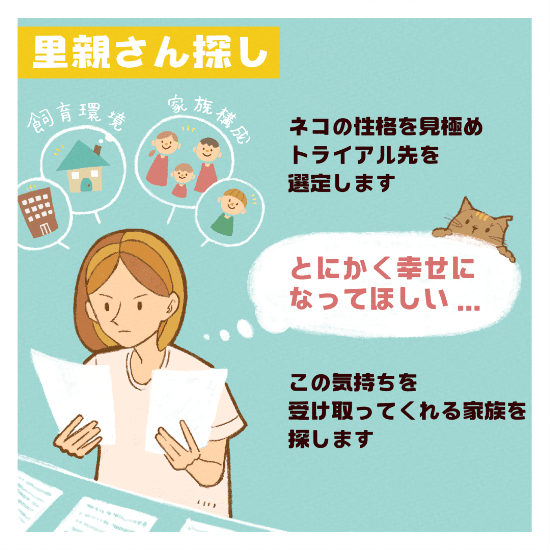 里親さん探し
飼育環境
家族構成
ネコの性格を見極め
トライアル先を
選定します
とにかく幸せに
なってほしい...
この気持ちを
受け取ってくれる家族を
探します